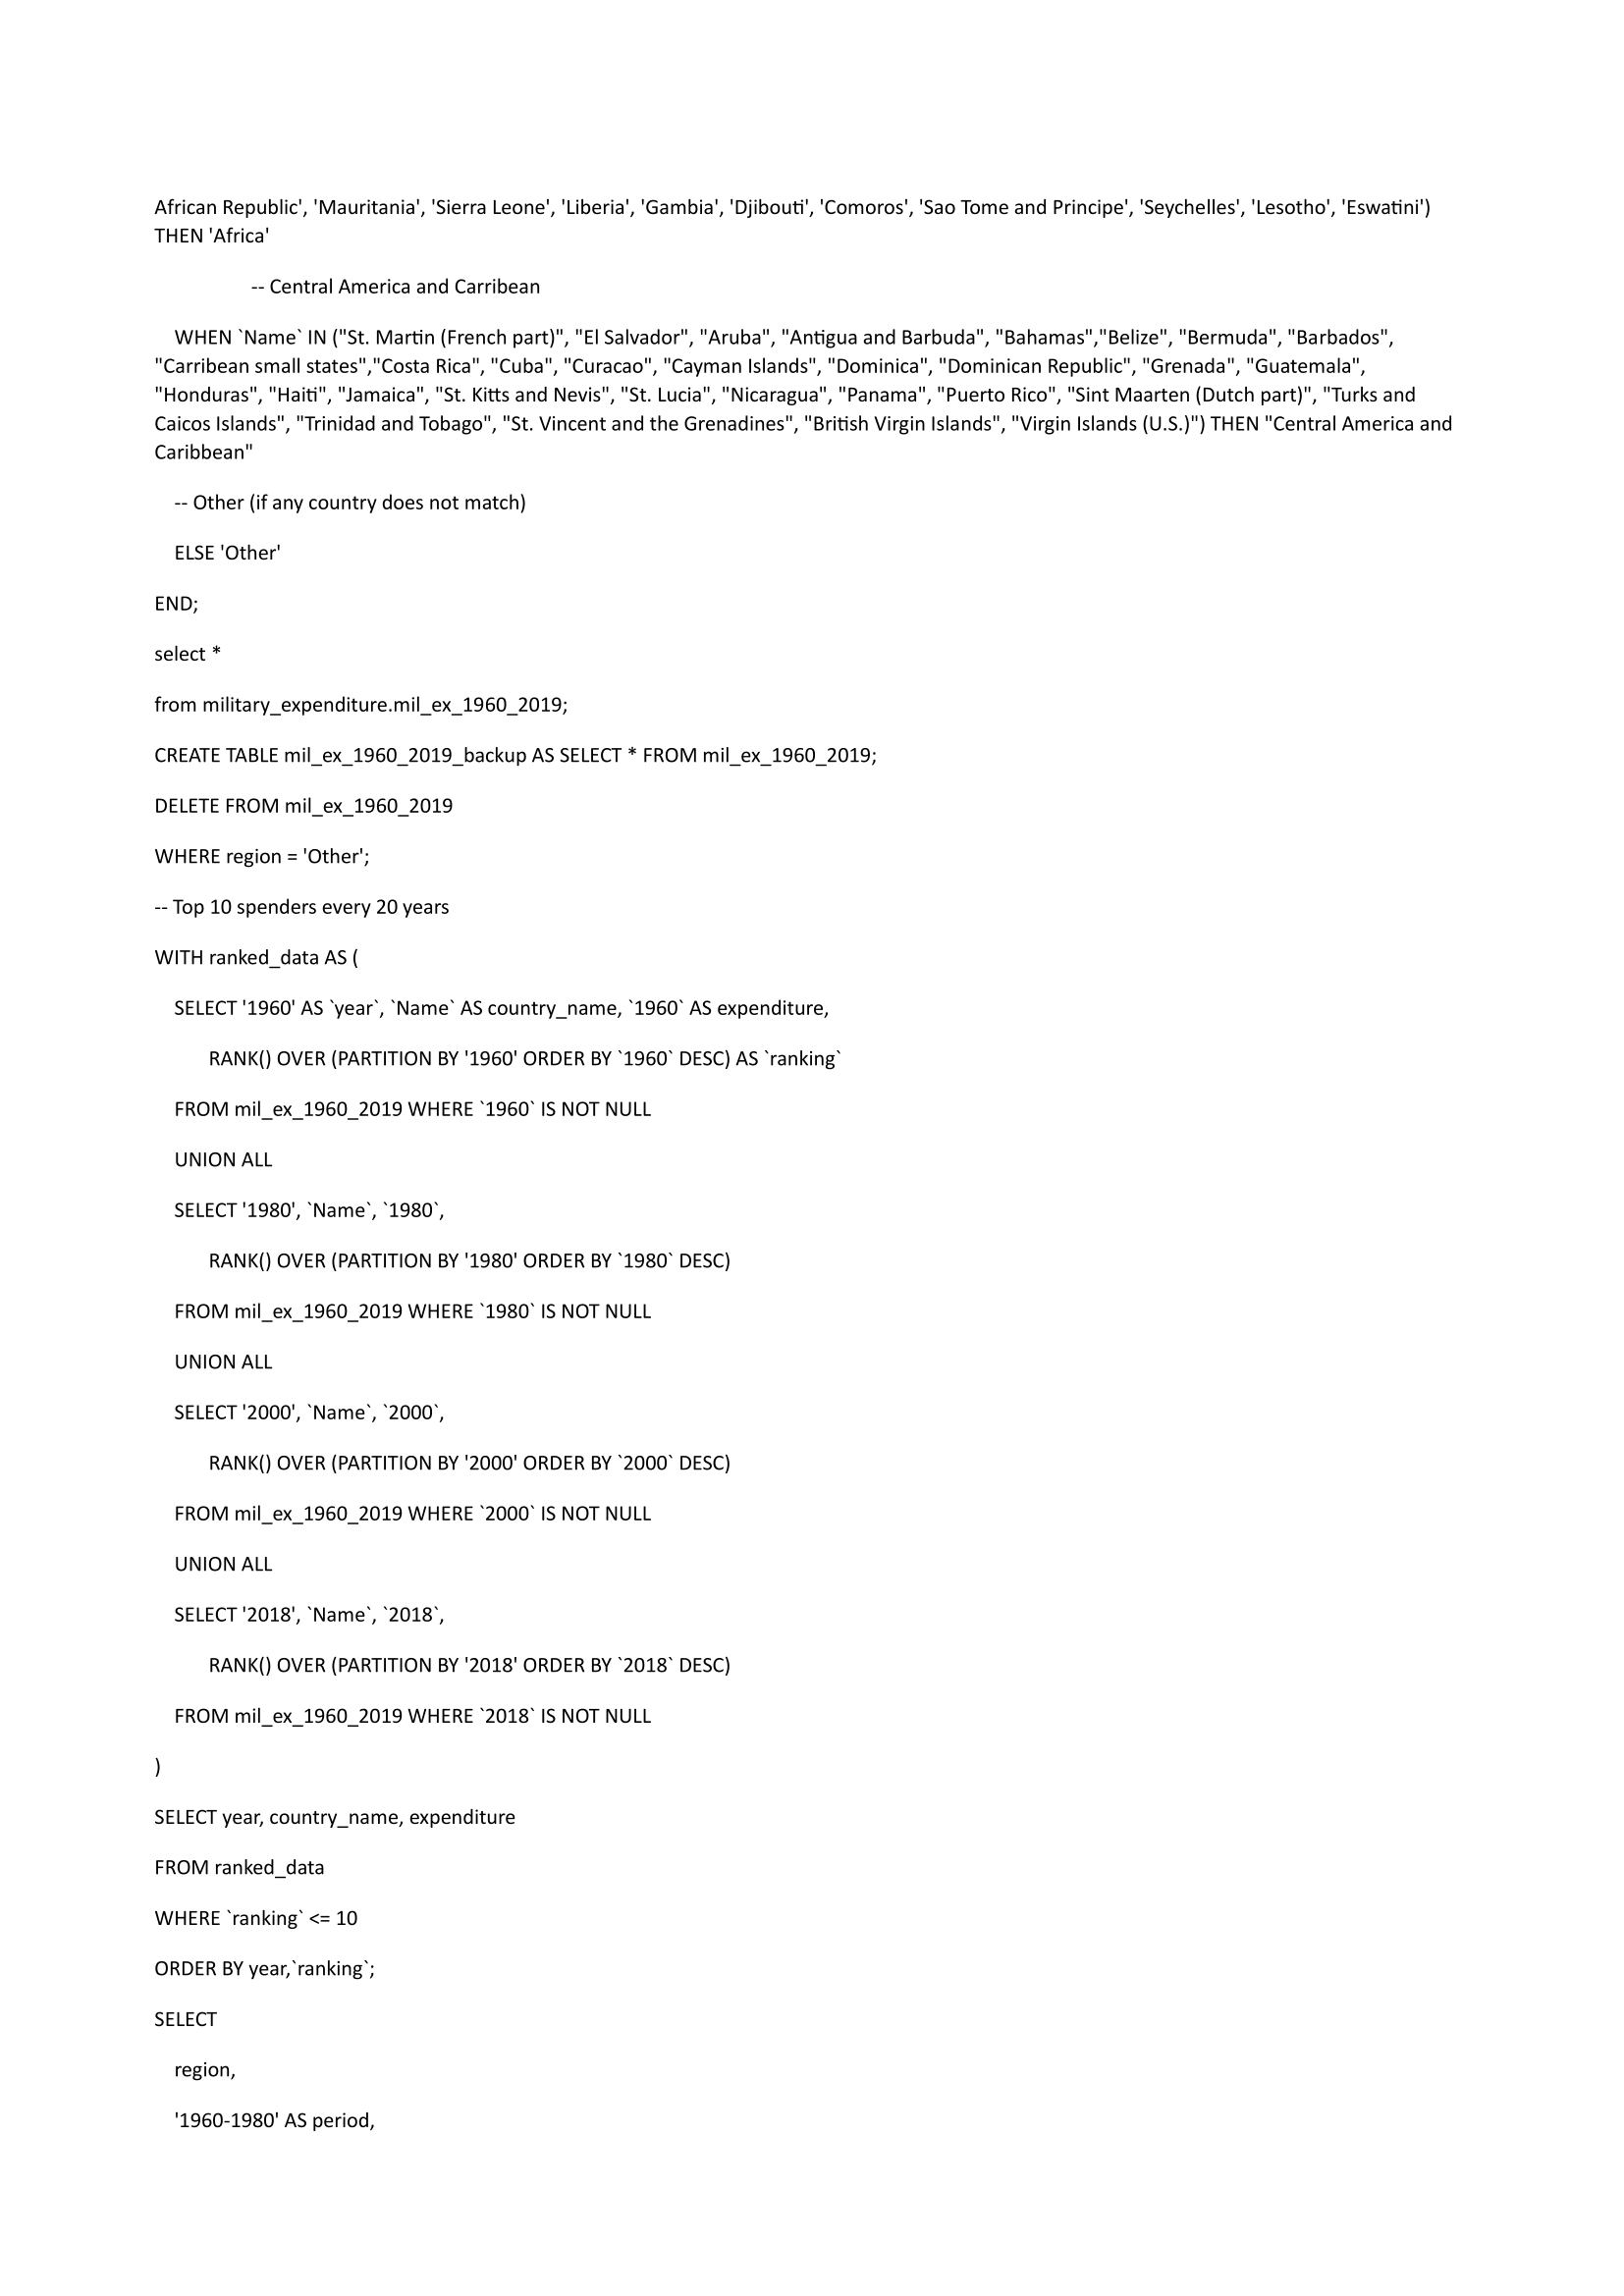 African Republic', 'Mauritania', 'Sierra Leone', 'Liberia', 'Gambia', 'Djibouti', 'Comoros', 'Sao Tome and Principe', 'Seychelles', 'Lesotho', 'Eswatini')
THEN 'Africa'
-- Central America and Carribean
WHEN `Name` IN ("St. Martin (French part)", "El Salvador", "Aruba", "Antigua and Barbuda", "Bahamas","Belize", "Bermuda", "Barbados",
"Carribean small states","Costa Rica", "Cuba", "Curacao", "Cayman Islands", "Dominica", "Dominican Republic", "Grenada", "Guatemala",
"Honduras", "Haiti", "Jamaica", "St. Kitts and Nevis", "St. Lucia", "Nicaragua", "Panama", "Puerto Rico", "Sint Maarten (Dutch part)", "Turks and
Caicos Islands", "Trinidad and Tobago", "St. Vincent and the Grenadines", "British Virgin Islands", "Virgin Islands (U.S.)") THEN "Central America and
Caribbean"
-- Other (if any country does not match)
ELSE 'Other'
END;
select *
from military_expenditure.mil_ex_1960_2019;
CREATE TABLE mil_ex_1960_2019_backup AS SELECT * FROM mil_ex_1960_2019;
DELETE FROM mil_ex_1960_2019
WHERE region = 'Other';
-- Top 10 spenders every 20 years
WITH ranked_data AS (
SELECT '1960' AS `year`, `Name` AS country_name, `1960` AS expenditure,
RANK() OVER (PARTITION BY '1960' ORDER BY `1960` DESC) AS `ranking`
FROM mil_ex_1960_2019 WHERE `1960` IS NOT NULL
UNION ALL
SELECT '1980', `Name`, `1980`,
RANK() OVER (PARTITION BY '1980' ORDER BY `1980` DESC)
FROM mil_ex_1960_2019 WHERE `1980` IS NOT NULL
UNION ALL
SELECT '2000', `Name`, `2000`,
RANK() OVER (PARTITION BY '2000' ORDER BY `2000` DESC)
FROM mil_ex_1960_2019 WHERE `2000` IS NOT NULL
UNION ALL
SELECT '2018', `Name`, `2018`,
RANK() OVER (PARTITION BY '2018' ORDER BY `2018` DESC)
FROM mil_ex_1960_2019 WHERE `2018` IS NOT NULL
)
SELECT year, country_name, expenditure
FROM ranked_data
WHERE `ranking` <= 10
ORDER BY year,`ranking`;
SELECT
region,
'1960-1980' AS period,